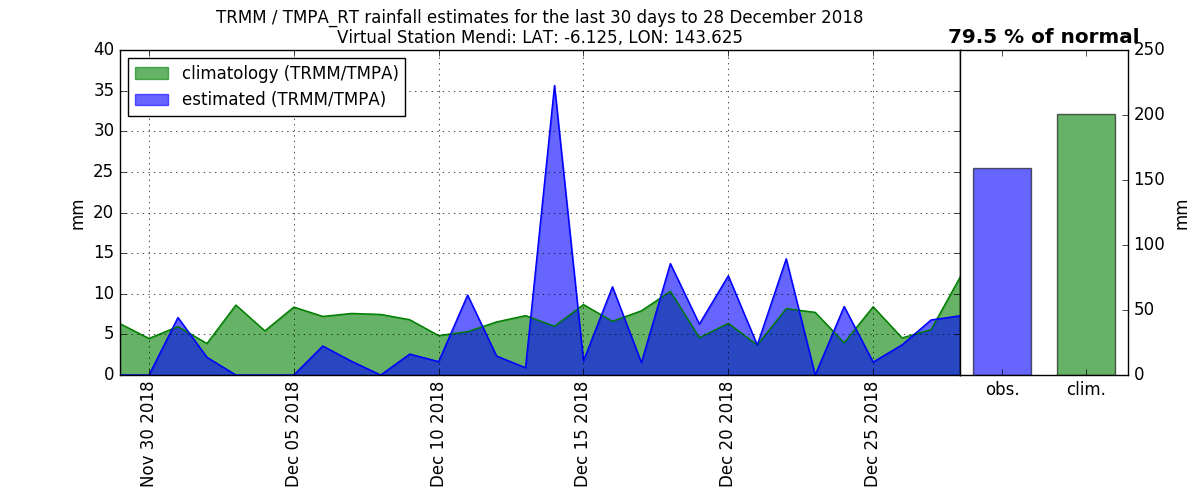 TRMM / TMPA_RT rainfall estimates for the last 30 days to 28 December 2018
Virtual Station Mendi: LAT: -6.125, LON: 143.625
79.5 % of normal
climatology (TRMM/TMPA)
estimated (TRMM/TMPA)
mm
40
35
30
25
20
15
10
5
0
Nov 30 2018
Dec 05 2018
Dec 10 2018
Dec 15 2018
Dec 20 2018
Dec 25 2018
obs.
clim.
250
200
150
100
50
0
mm